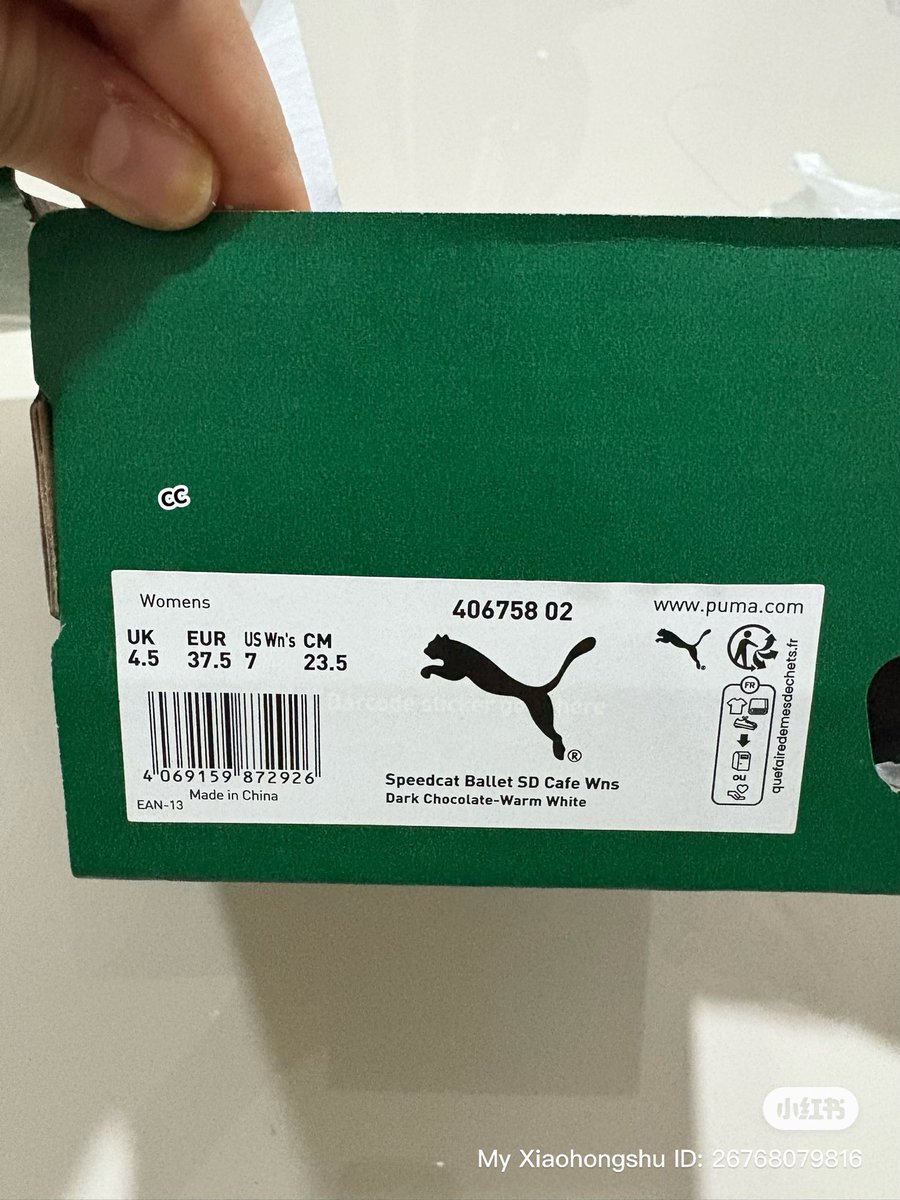 cc
Womens
406758 02
www.puma.com
UK EUR US Wn's CM
4.5 37.5 7 23.5
®
FR
OU
quefairedemesdechets.fr
4 069159 872926
Made in China
EAN-13
Speedcat Ballet SD Cafe Wns
Dark Chocolate-Warm White
小红书
My Xiaohongshu ID: 26768079816